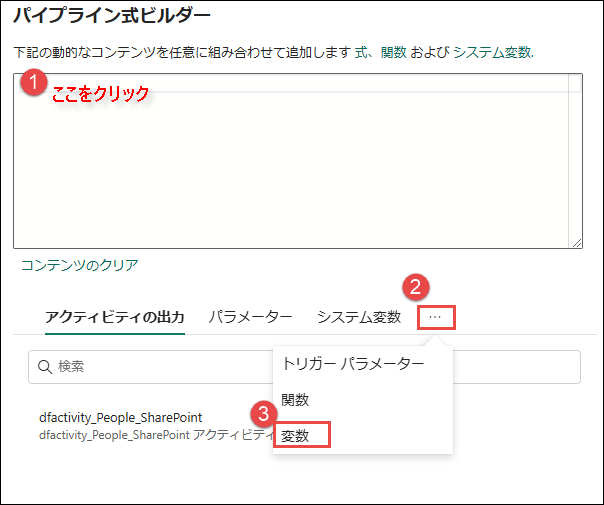 パイプライン式ビルダー
下記の動的なコンテンツを任意に組み合わせて追加します 式、関数 および システム変数.
1
ここをクリック
コンテンツのクリア
2
アクティビティの出力 パラメーター システム変数 …
検索
トリガー パラメーター
関数
dfactivity_People_SharePoint
3
dfactivity_People_SharePoint アクティビティ
変数